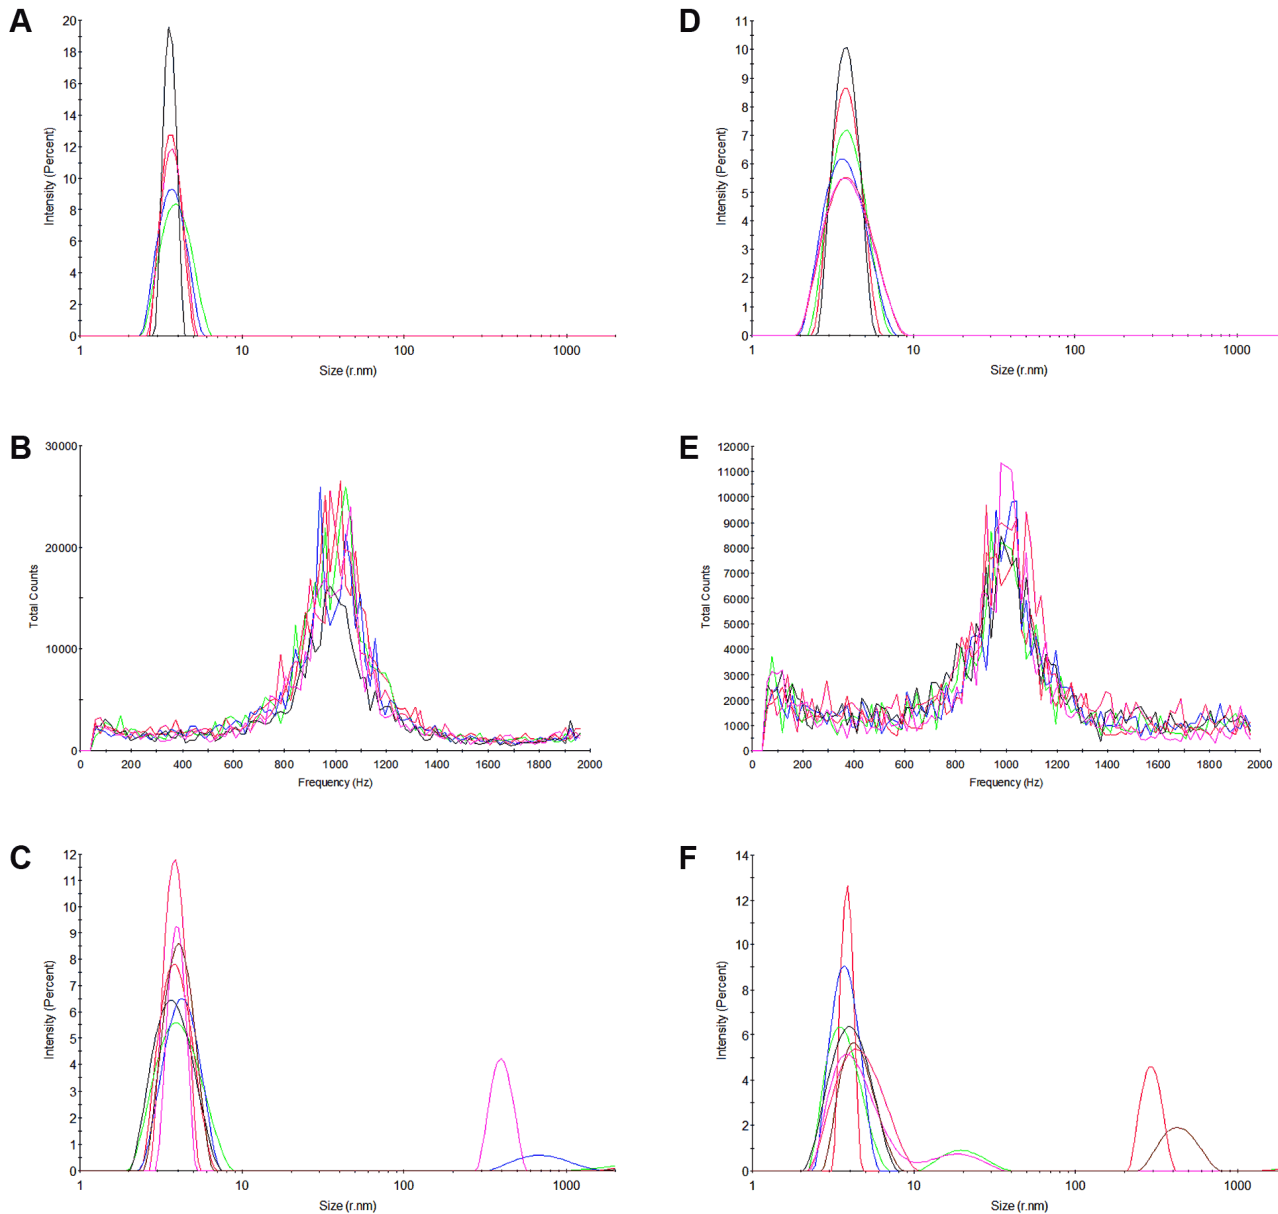 A
20
18
16
14
12
10
8
6
4
2
0
Intensity (Percent)
1 10 100 1000
Size (r.nm)
D
11
10
9
8
7
6
5
4
3
2
1
0
Intensity (Percent)
1 10 100 1000
Size (r.nm)
B
30000
20000
10000
0
Total Counts
0 200 400 600 800 1000 1200 1400 1600 1800 2000
Frequency (Hz)
E
12000
11000
10000
9000
8000
7000
6000
5000
4000
3000
2000
1000
0
Total Counts
0 200 400 600 800 1000 1200 1400 1600 1800 2000
Frequency (Hz)
C
12
11
10
9
8
7
6
5
4
3
2
1
0
Intensity (Percent)
1 10 100 1000
Size (r.nm)
F
14
12
10
8
6
4
2
0
Intensity (Percent)
1 10 100 1000
Size (r.nm)